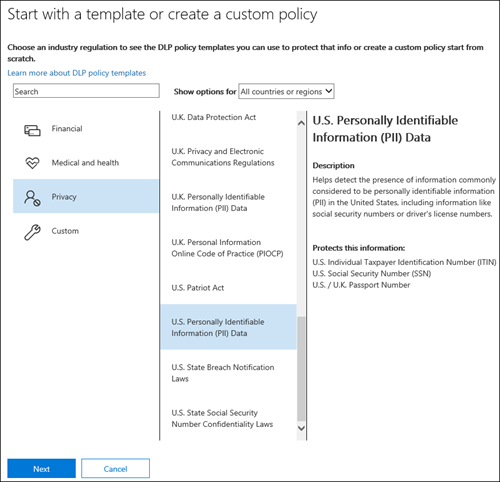 Start with a template or create a custom policy
Choose an industry regulation to see the DLP policy templates you can use to protect that info or create a custom policy start from
scratch.
Learn more about DLP policy templates
Search
Show options for
All countries or regions
Financial
Medical and health
Privacy
Custom
U.K. Data Protection Act
U.K. Privacy and Electronic
Communications Regulations
U.K. Personally Identifiable
Information (PII) Data
U.K. Personal Information
Online Code of Practice (PIOCP)
U.S. Patriot Act
U.S. Personally Identifiable
Information (PII) Data
U.S. State Breach Notification
Laws
U.S. State Social Security
Number Confidentiality Laws
U.S. Personally Identifiable
Information (PII) Data
Description
Helps detect the presence of information commonly
considered to be personally identifiable information
(PII) in the United States, including information like
social security numbers or driver's license numbers.
Protects this information:
U.S. Individual Taxpayer Identification Number (ITIN)
U.S. Social Security Number (SSN)
U.S. / U.K. Passport Number
Next
Cancel